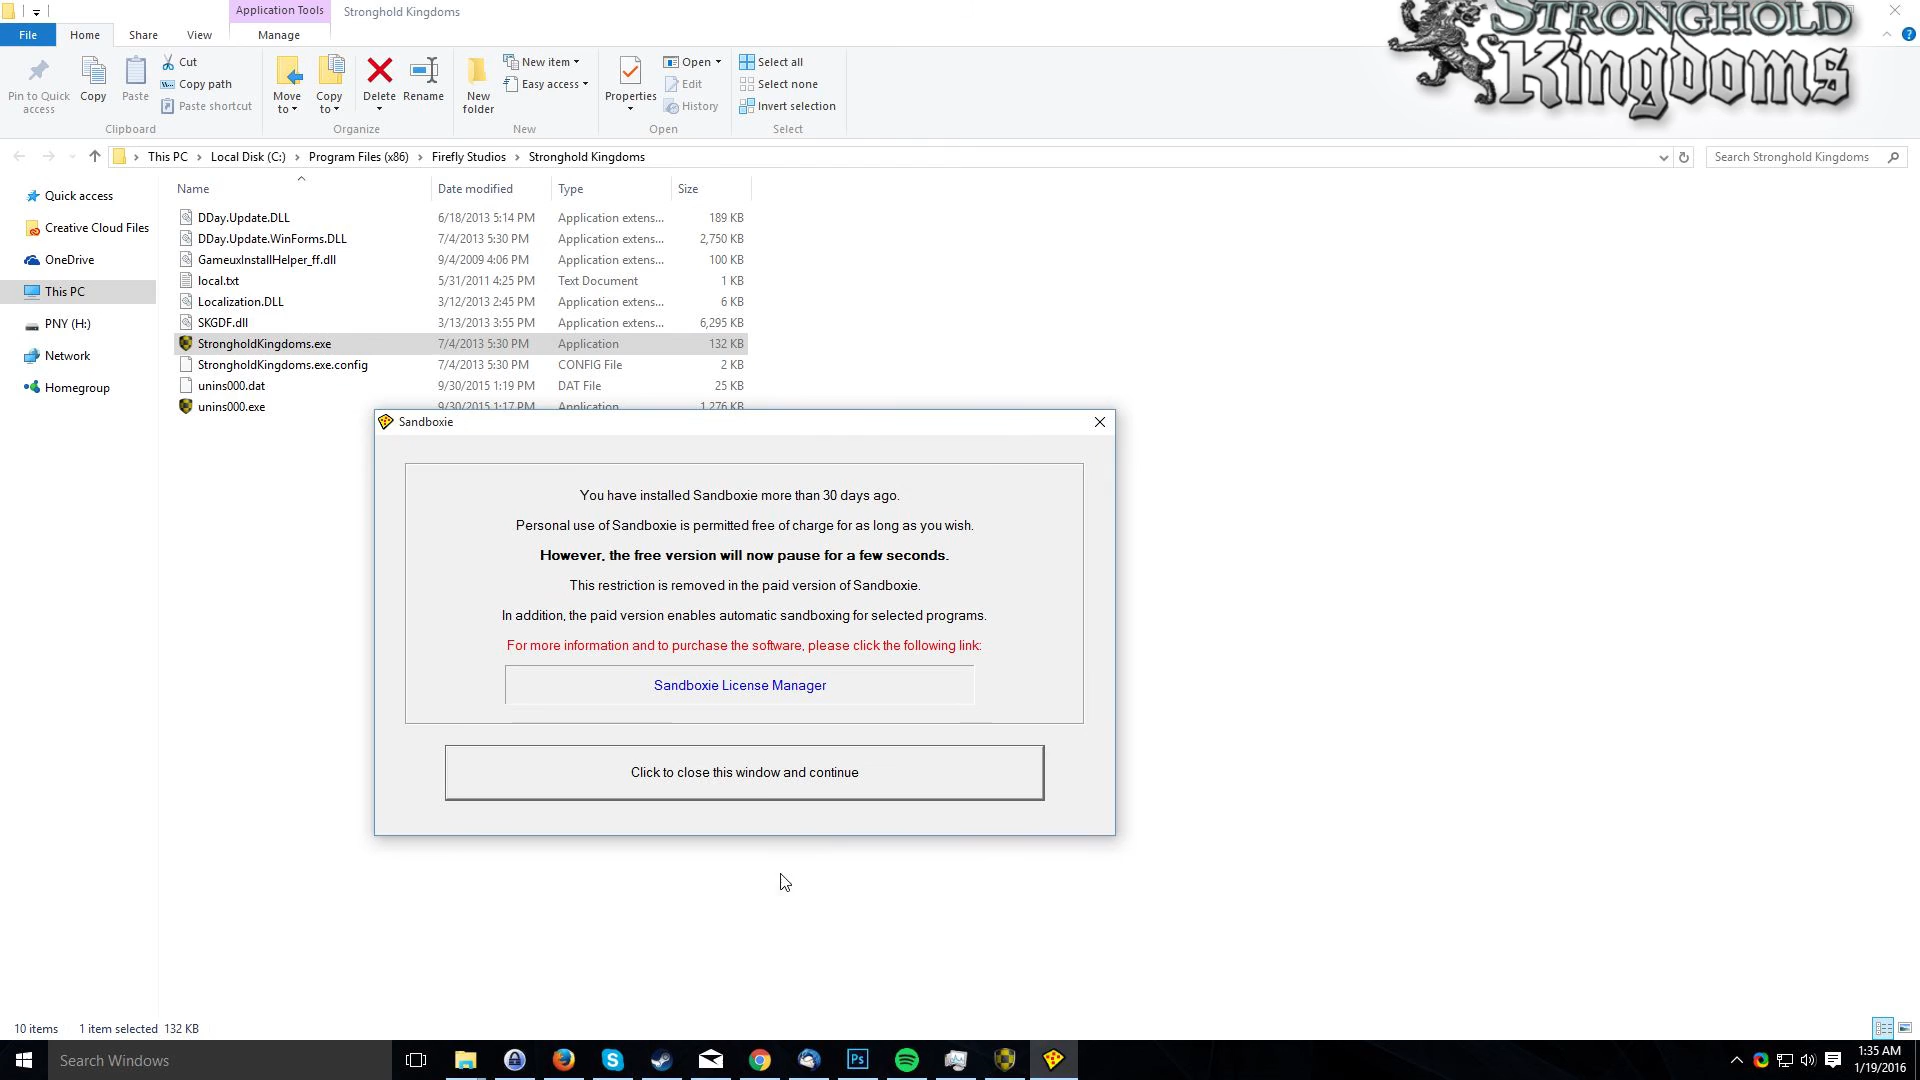 Application Tools
Stronghold Kingdoms
STRONGHOLD
Kingdoms
File
Home
Share
View
Manage
Pin to Quick access
Copy
Paste
Cut
Copy path
Paste shortcut
Clipboard
Move to
Copy to
Delete
Rename
Organize
New folder
New item
Easy access
New
Properties
Open
Edit
History
Open
Select all
Select none
Invert selection
Select
This PC > Local Disk (C:) > Program Files (x86) > Firefly Studios > Stronghold Kingdoms
Search Stronghold Kingdoms
Quick access
Creative Cloud Files
OneDrive
This PC
PNY (H:)
Network
Homegroup
Name Date modified Type Size
DDay.Update.DLL 6/18/2013 5:14 PM Application extens... 189 KB
DDay.Update.WinForms.DLL 7/4/2013 5:30 PM Application extens... 2,750 KB
GameuxInstallHelper_ff.dll 9/4/2009 4:06 PM Application extens... 100 KB
local.txt 5/31/2011 4:25 PM Text Document 1 KB
Localization.DLL 3/12/2013 2:45 PM Application extens... 6 KB
SKGDF.dll 3/13/2013 3:55 PM Application extens... 6,295 KB
StrongholdKingdoms.exe 7/4/2013 5:30 PM Application 132 KB
StrongholdKingdoms.exe.config 7/4/2013 5:30 PM CONFIG File 2 KB
unins000.dat 9/30/2015 1:19 PM DAT File 25 KB
unins000.exe 9/30/2015 1:17 PM Application 1,276 KB
Sandboxie
You have installed Sandboxie more than 30 days ago.
Personal use of Sandboxie is permitted free of charge for as long as you wish.
However, the free version will now pause for a few seconds.
This restriction is removed in the paid version of Sandboxie.
In addition, the paid version enables automatic sandboxing for selected programs.
For more information and to purchase the software, please click the following link:
Sandboxie License Manager
Click to close this window and continue
10 items 1 item selected 132 KB
Search Windows
Ps
1:35 AM
1/19/2016